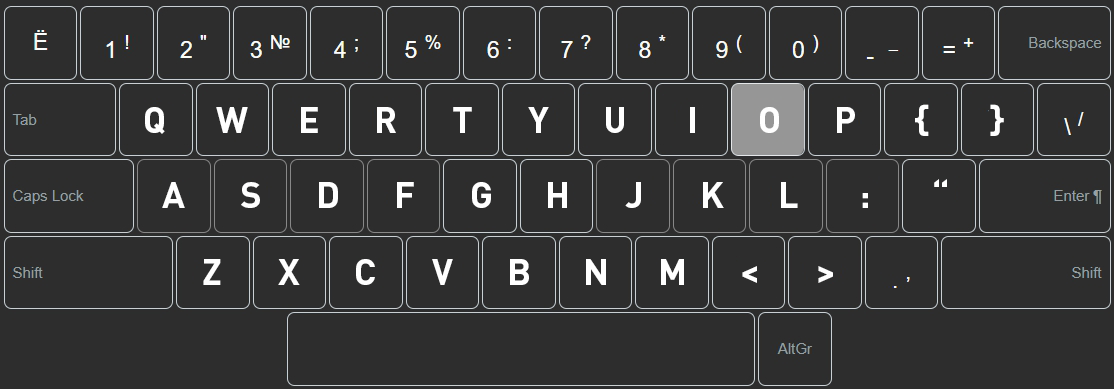 Ë 1 ! 2 " 3 № 4 ; 5 % 6 : 7 ? 8 * 9 ( 0 ) - _ = + Backspace
Tab Q W E R T Y U I O P { } \ /
Caps Lock A S D F G H J K L : “ Enter ¶
Shift Z X C V B N M < > . , Shift
AltGr